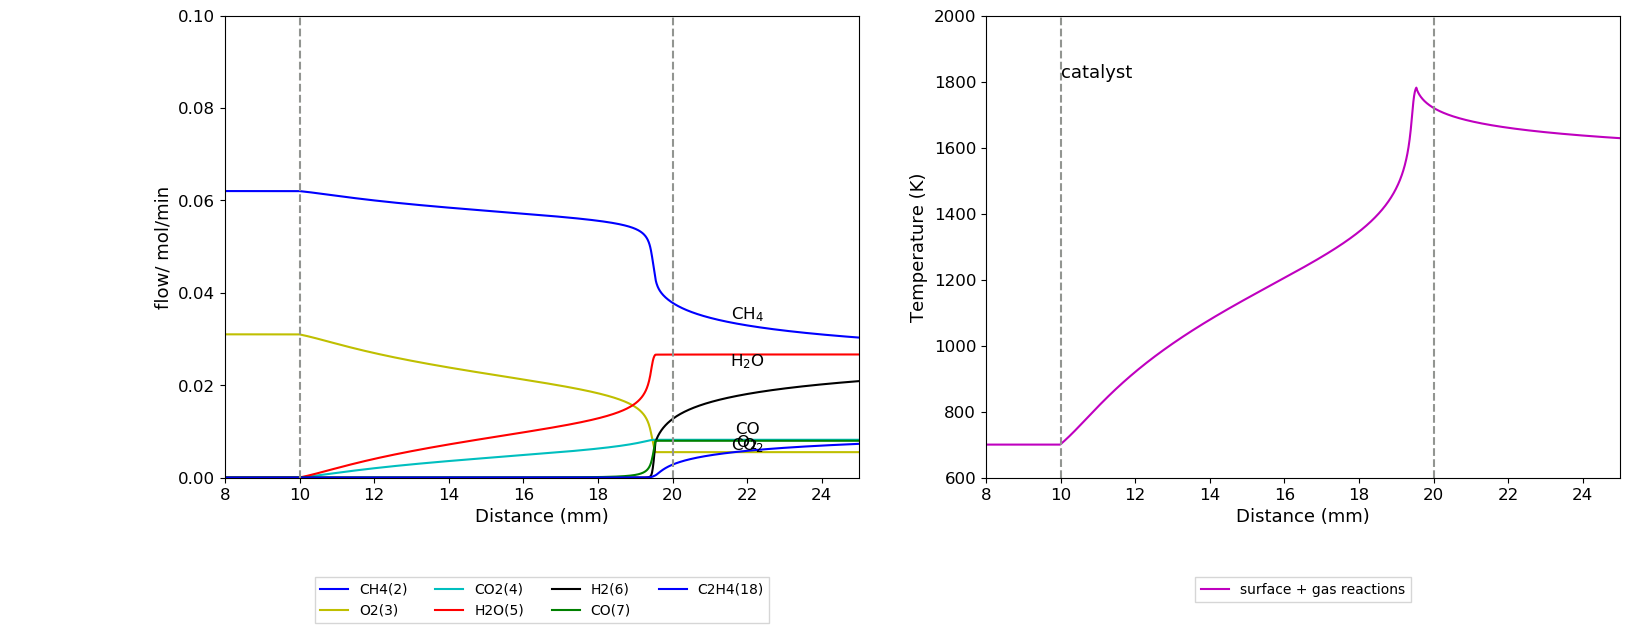 0.10
0.08
0.06
0.04
0.02
0.00
flow/ mol/min
8 10 12 14 16 18 20 22 24
Distance (mm)
CH₄
H₂O
CO
O₂
CO₂
CH4(2) CO2(4) H2(6) C2H4(18)
O2(3) H2O(5) CO(7)
2000
1800
1600
1400
1200
1000
800
600
Temperature (K)
catalyst
8 10 12 14 16 18 20 22 24
Distance (mm)
surface + gas reactions